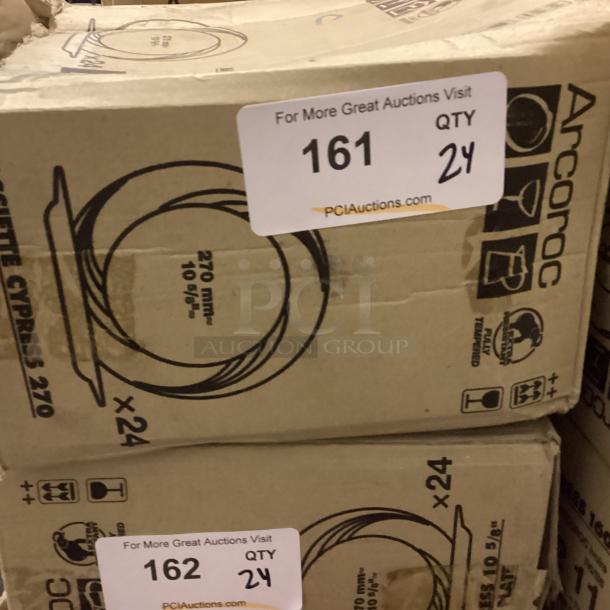 For More Great Auctions Visit
161
QTY
24
PCIAuctions.com
Arcoroc
270 mm≈
10 5/8"≈
x24
CYPRESS 270
FULLY
TEMPERED
++
PCI
AUCTION GROUP
x24
++
10 5/8"
For More Great Auctions Visit
162
QTY
24
PCIAuctions.com